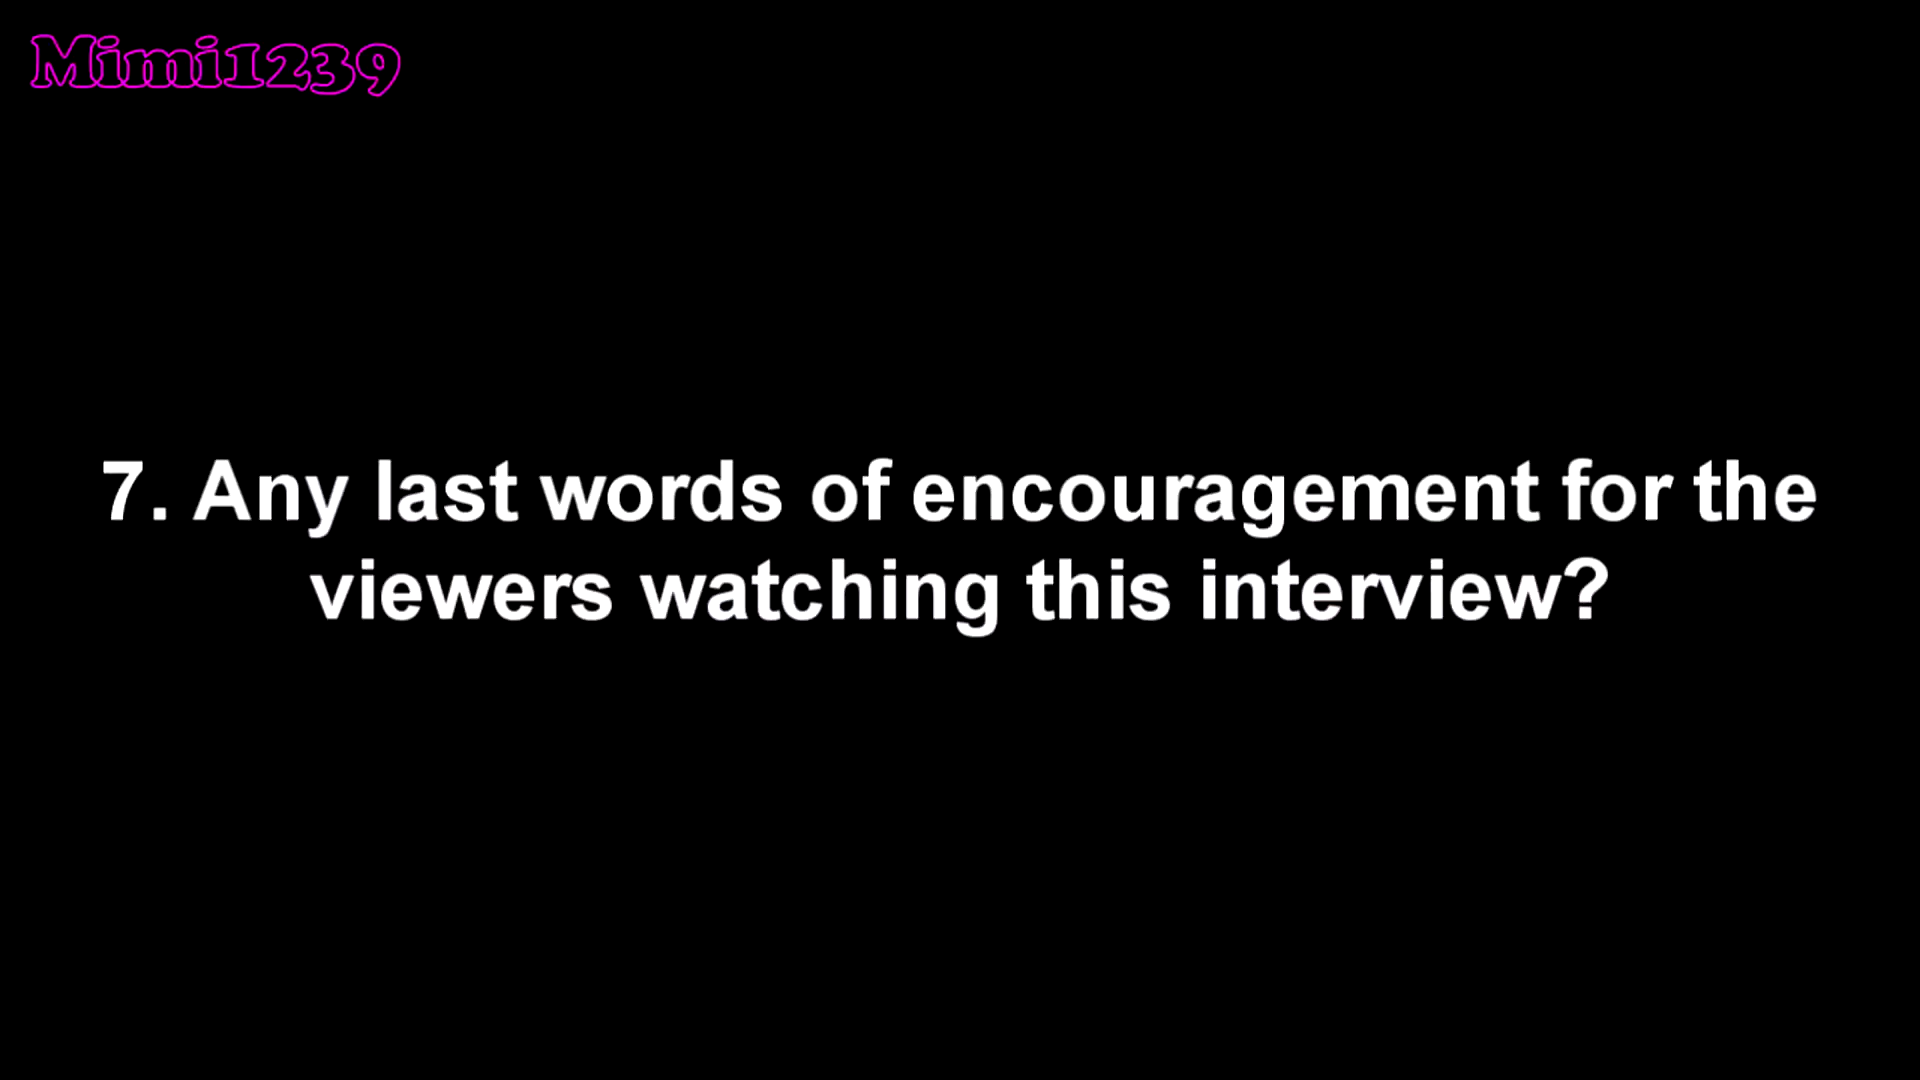 Mimi1239
7. Any last words of encouragement for the
viewers watching this interview?